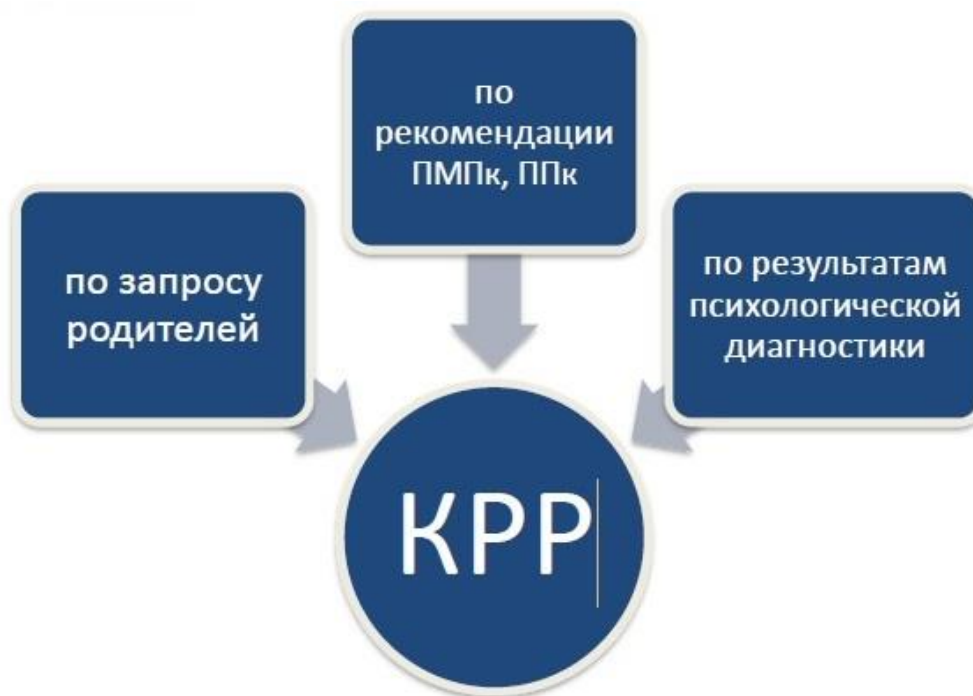 по
рекомендации
ПМПк, ППк
по запросу
родителей
по результатам
психологической
диагностики
КРР